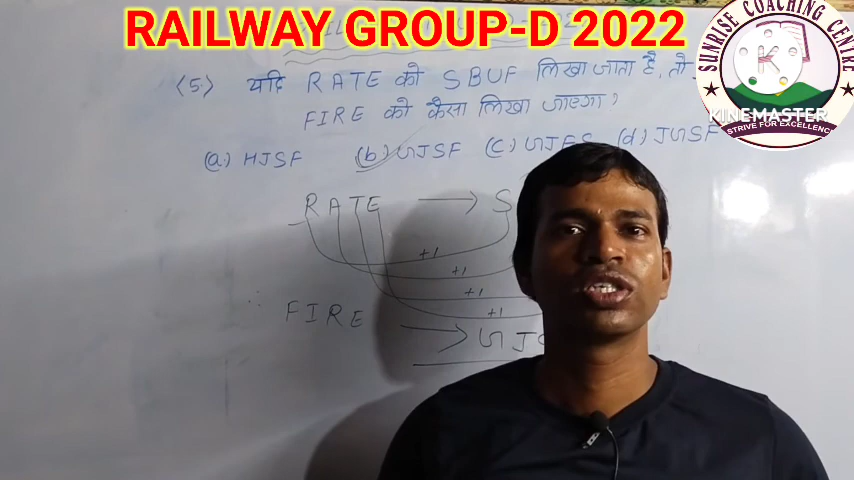 RAILWAY GROUP-D 2022
SUNRISE COACHING CENTRE
K
KINEMASTER
STRIVE FOR EXCELLENCE
<5> यदि RATE को SBUF लिखा जाता है, तो
FIRE को कैसा लिखा जाएगा?
(a) HJSF (b) GJSF (c) GJFS (d) JGSF
RATE → S
+1
+1
+1
+1
FIRE → GJ